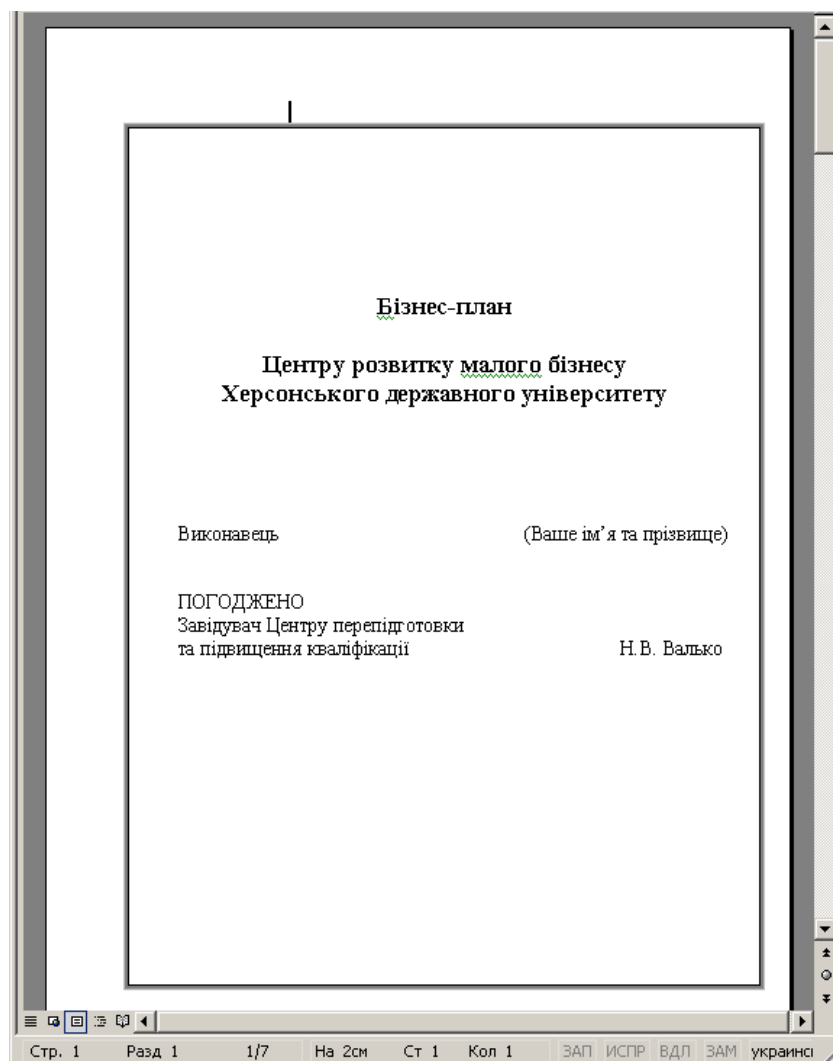 Бізнес-план
Центру розвитку малого бізнесу
Херсонського державного університету
Виконавець (Ваше ім’я та прізвище)
ПОГОДЖЕНО
Завідувач Центру перепідготовки
та підвищення кваліфікації Н.В. Валько
Стр. 1 Разд 1 1/7 На 2см Ст 1 Кол 1 ЗАП ИСПР ВДЛ ЗАМ украинс